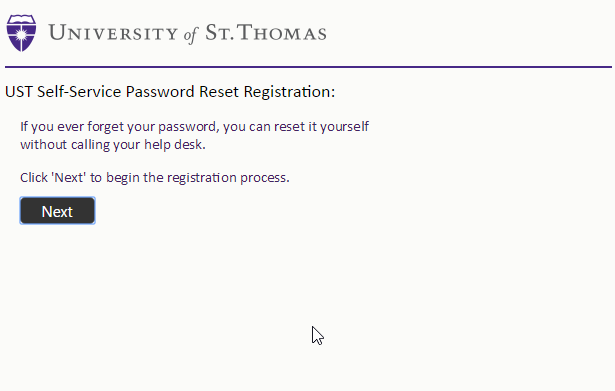 UNIVERSITY of ST.THOMAS
UST Self-Service Password Reset Registration:
If you ever forget your password, you can reset it yourself
without calling your help desk.
Click 'Next' to begin the registration process.
Next